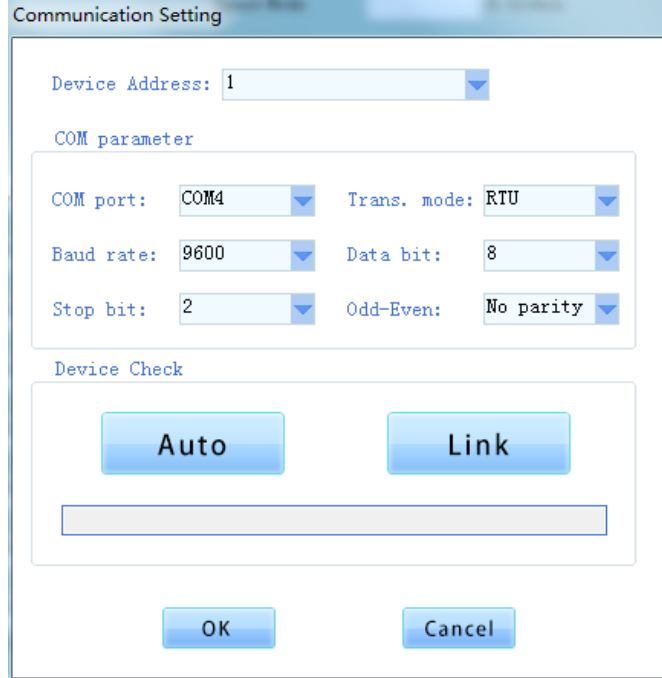 Communication Setting
Device Address: 1
COM parameter
COM port: COM4 Trans. mode: RTU
Baud rate: 9600 Data bit: 8
Stop bit: 2 Odd-Even: No parity
Device Check
Auto Link
OK Cancel